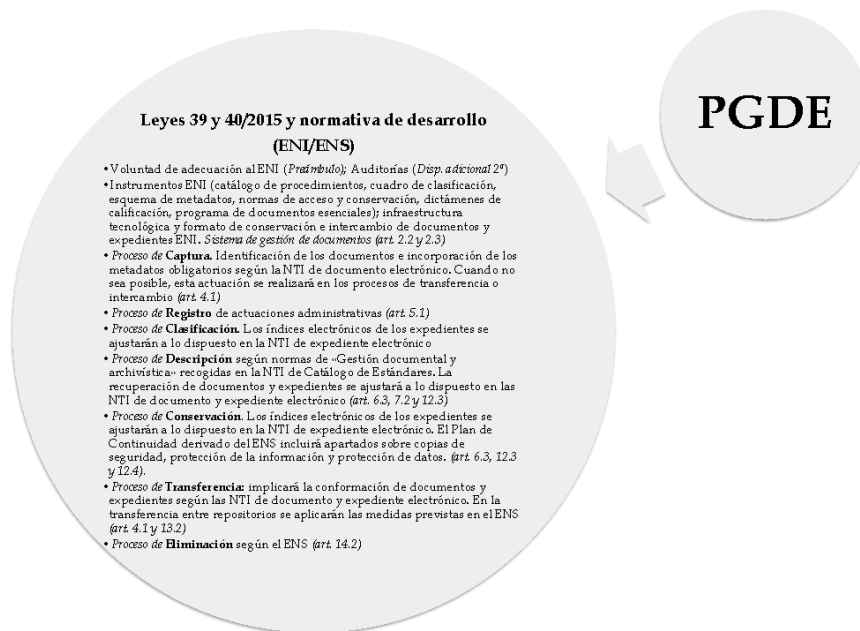 PGDE
Leyes 39 y 40/2015 y normativa de desarrollo
(ENI/ENS)
•Voluntad de adecuación al ENI (Preámbulo); Auditorías (Disp. adicional 2ª)
•Instrumentos ENI (catálogo de procedimientos, cuadro de clasificación,
esquema de metadatos, normas de acceso y conservación, dictámenes de
calificación, programa de documentos esenciales); infraestructura
tecnológica y formato de conservación e intercambio de documentos y
expedientes ENI. Sistema de gestión de documentos (art. 2.2 y 2.3)
• Proceso de Captura. Identificación de los documentos e incorporación de los
metadatos obligatorios según la NTI de documento electrónico. Cuando no
sea posible, esta actuación se realizará en los procesos de transferencia o
intercambio (art. 4.1)
• Proceso de Registro de actuaciones administrativas (art. 5.1)
• Proceso de Clasificación. Los índices electrónicos de los expedientes se
ajustarán a lo dispuesto en la NTI de expediente electrónico
• Proceso de Descripción según normas de «Gestión documental y
archivística» recogidas en la NTI de Catálogo de Estándares. La
recuperación de documentos y expedientes se ajustará a lo dispuesto en las
NTI de documento y expediente electrónico (art. 6.3, 7.2 y 12.3)
• Proceso de Conservación. Los índices electrónicos de los expedientes se
ajustarán a lo dispuesto en la NTI de expediente electrónico. El Plan de
Continuidad derivado del ENS incluirá apartados sobre copias de
seguridad, protección de la información y protección de datos. (art. 6.3, 12.3
y 12.4).
• Proceso de Transferencia: implicará la conformación de documentos y
expedientes según las NTI de documento y expediente electrónico. En la
transferencia entre repositorios se aplicarán las medidas previstas en el ENS
(art. 4.1 y 13.2)
• Proceso de Eliminación según el ENS (art. 14.2)